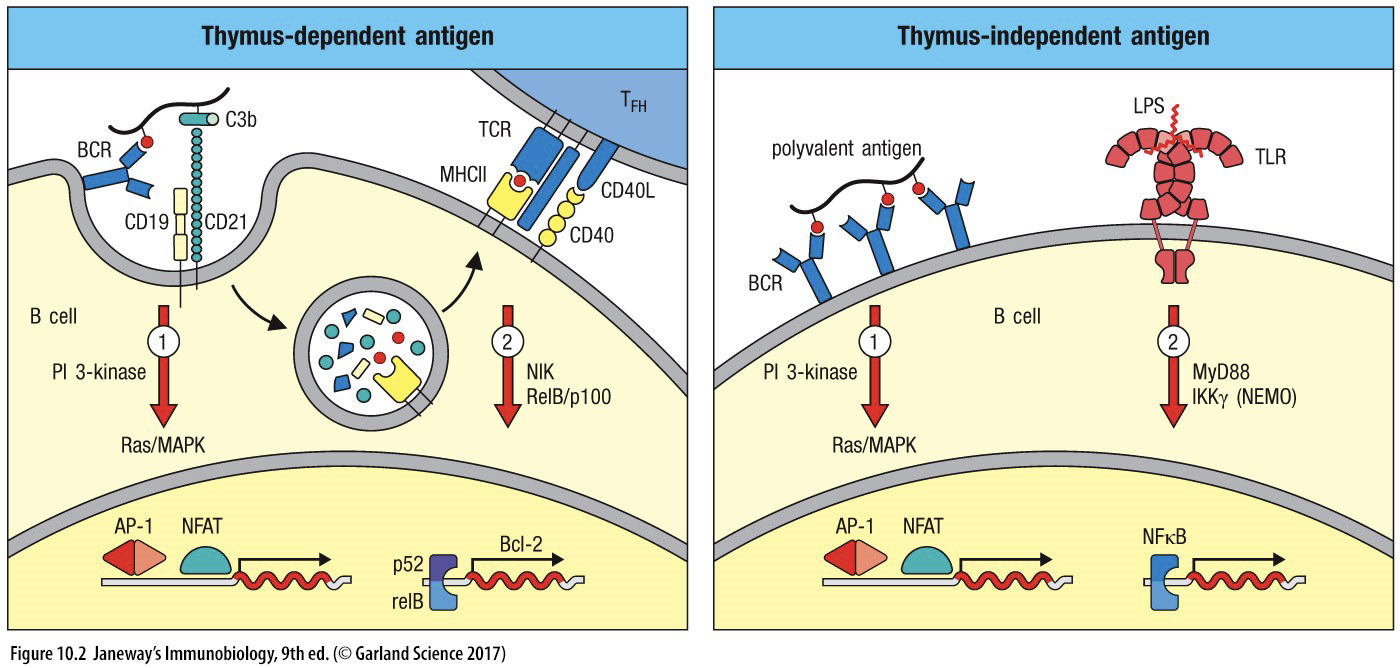 Thymus-dependent antigen
TFH
C3b
TCR
BCR
MHCII
CD40L
CD19
CD21
CD40
B cell
1
2
PI 3-kinase
NIK
RelB/p100
Ras/MAPK
AP-1
NFAT
Bcl-2
p52
relB
Thymus-independent antigen
LPS
polyvalent antigen
TLR
BCR
B cell
1
2
PI 3-kinase
MyD88
IKKγ (NEMO)
Ras/MAPK
AP-1
NFAT
NFκB
Figure 10.2 Janeway’s Immunobiology, 9th ed. (© Garland Science 2017)